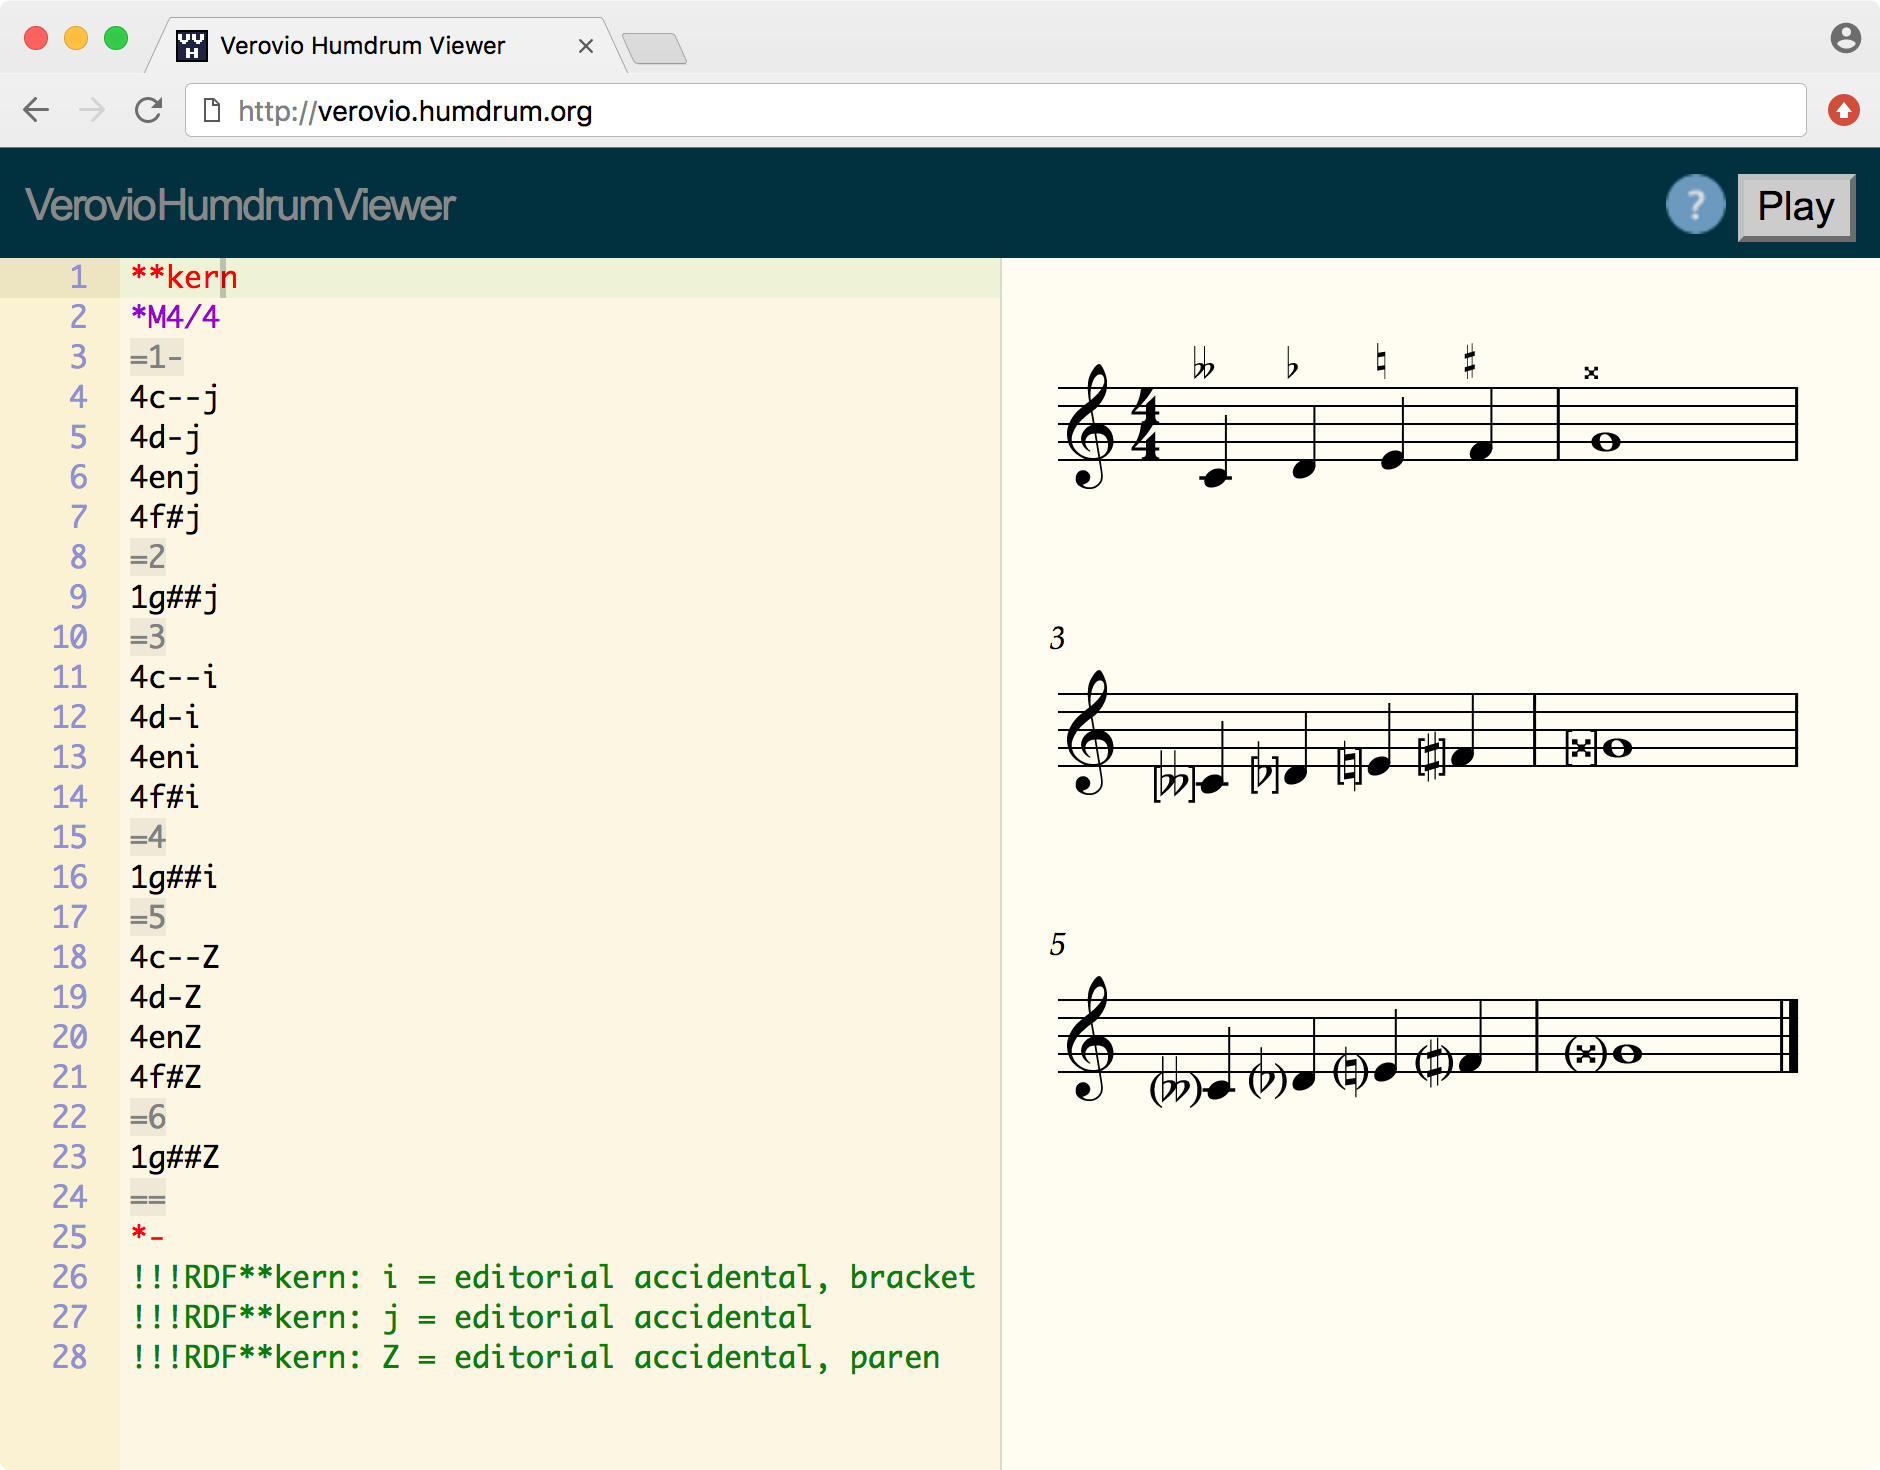 Verovio Humdrum Viewer
http://verovio.humdrum.org
VerovioHumdrumViewer
? Play
1 **kern
2 *M4/4
3 =1-
4 4c--j
5 4d-j
6 4enj
7 4f#j
8 =2
9 1g##j
10 =3
11 4c--i
12 4d-i
13 4eni
14 4f#i
15 =4
16 1g##i
17 =5
18 4c--Z
19 4d-Z
20 4enZ
21 4f#Z
22 =6
23 1g##Z
24 ==
25 *-
26 !!!RDF**kern: i = editorial accidental, bracket
27 !!!RDF**kern: j = editorial accidental
28 !!!RDF**kern: Z = editorial accidental, paren
4
4
3
5